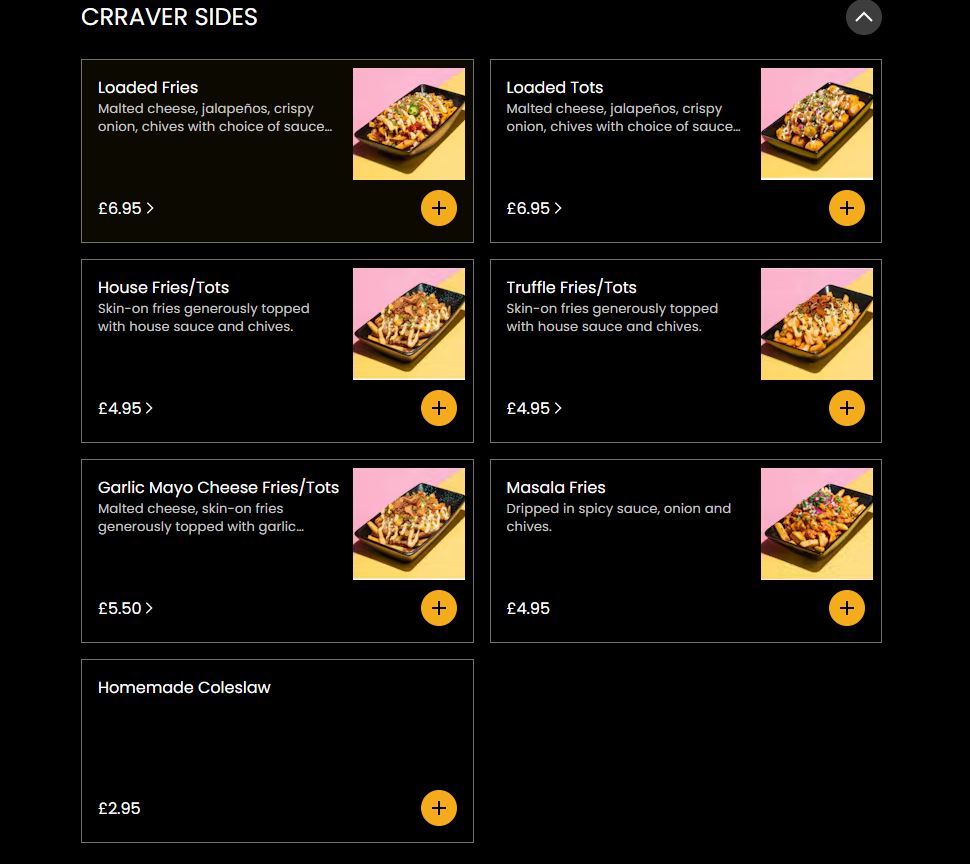 CRRAVER SIDES
Loaded Fries
Malted cheese, jalapeños, crispy
onion, chives with choice of sauce...
£6.95
Loaded Tots
Malted cheese, jalapeños, crispy
onion, chives with choice of sauce...
£6.95
House Fries/Tots
Skin-on fries generously topped
with house sauce and chives.
£4.95
Truffle Fries/Tots
Skin-on fries generously topped
with house sauce and chives.
£4.95
Garlic Mayo Cheese Fries/Tots
Malted cheese, skin-on fries
generously topped with garlic...
£5.50
Masala Fries
Dripped in spicy sauce, onion and
chives.
£4.95
Homemade Coleslaw
£2.95